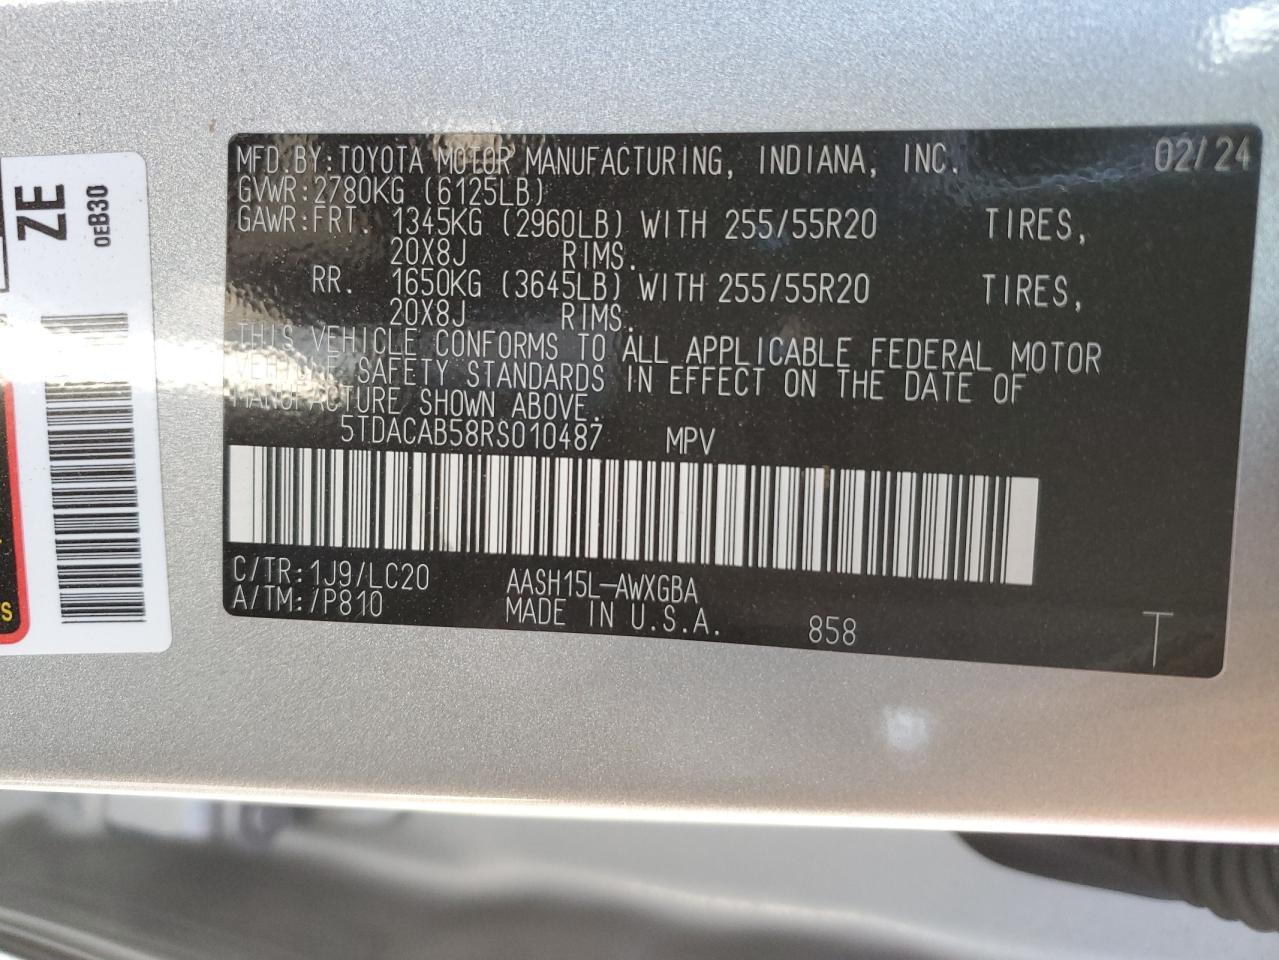 MFD.BY:TOYOTA MOTOR MANUFACTURING, INDIANA, INC. 02/24
GVWR:2780KG (6125LB)
GAWR:FRT. 1345KG (2960LB) WITH 255/55R20 TIRES,
20X8J RIMS.
RR. 1650KG (3645LB) WITH 255/55R20 TIRES,
20X8J RIMS.
THIS VEHICLE CONFORMS TO ALL APPLICABLE FEDERAL MOTOR
VEHICLE SAFETY STANDARDS IN EFFECT ON THE DATE OF
MANUFACTURE SHOWN ABOVE.
5TDACAB58RS010487 MPV
C/TR:1J9/LC20 AASH15L-AWXGBA
A/TM:/P810 MADE IN U.S.A. 858 T
ZE
0EB30
S